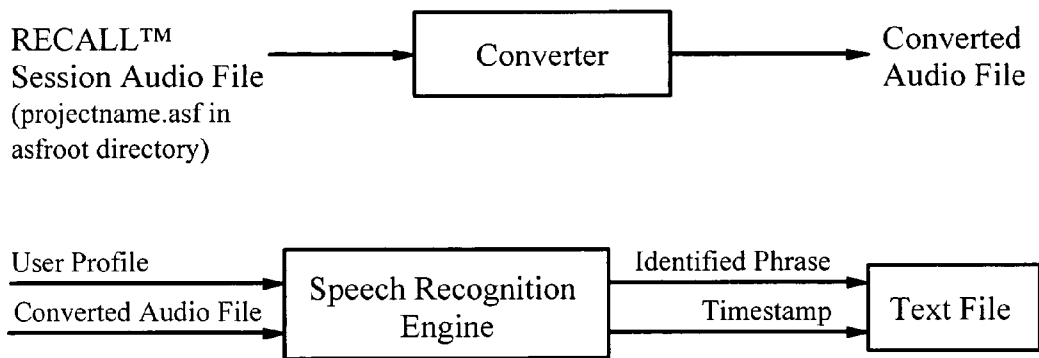 RECALL™
Session Audio File
(projectname.asf in
asfroot directory)
Converter
Converted
Audio File
User Profile
Converted Audio File
Speech Recognition
Engine
Identified Phrase
Timestamp
Text File